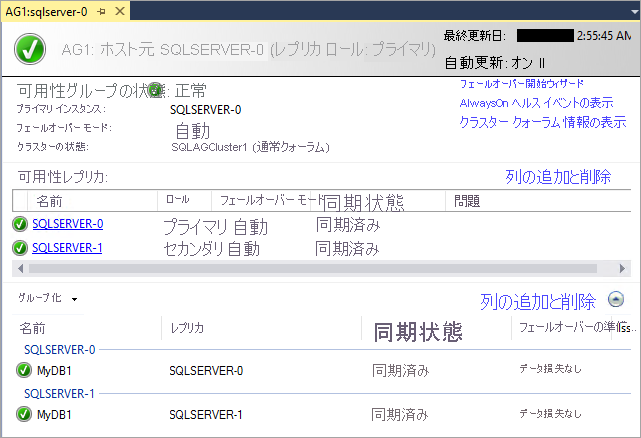 AG1:sqlserver-0
AG1: ホスト元 SQLSERVER-0 (レプリカ ロール: プライマリ)
最終更新日: 2:55:45 AM
自動更新: オン II
可用性グループの状態: 正常
プライマリ インスタンス: SQLSERVER-0
フェールオーバー モード: 自動
クラスターの状態: SQLAGCluster1 (通常クォーラム)
フェールオーバー開始ウィザード
AlwaysOn ヘルス イベントの表示
クラスター クォーラム情報の表示
可用性レプリカ: 列の追加と削除
名前 ロール フェールオーバー モード 同期状態 問題
SQLSERVER-0 プライマリ 自動 同期済み
SQLSERVER-1 セカンダリ 自動 同期済み
グループ化 列の追加と削除
名前 レプリカ 同期状態 フェールオーバーの準備 Iss...
SQLSERVER-0
MyDB1 SQLSERVER-0 同期済み データ損失なし
SQLSERVER-1
MyDB1 SQLSERVER-1 同期済み データ損失なし